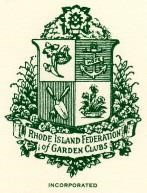 RHODE ISLAND FEDERATION
of GARDEN CLUBS
INCORPORATED